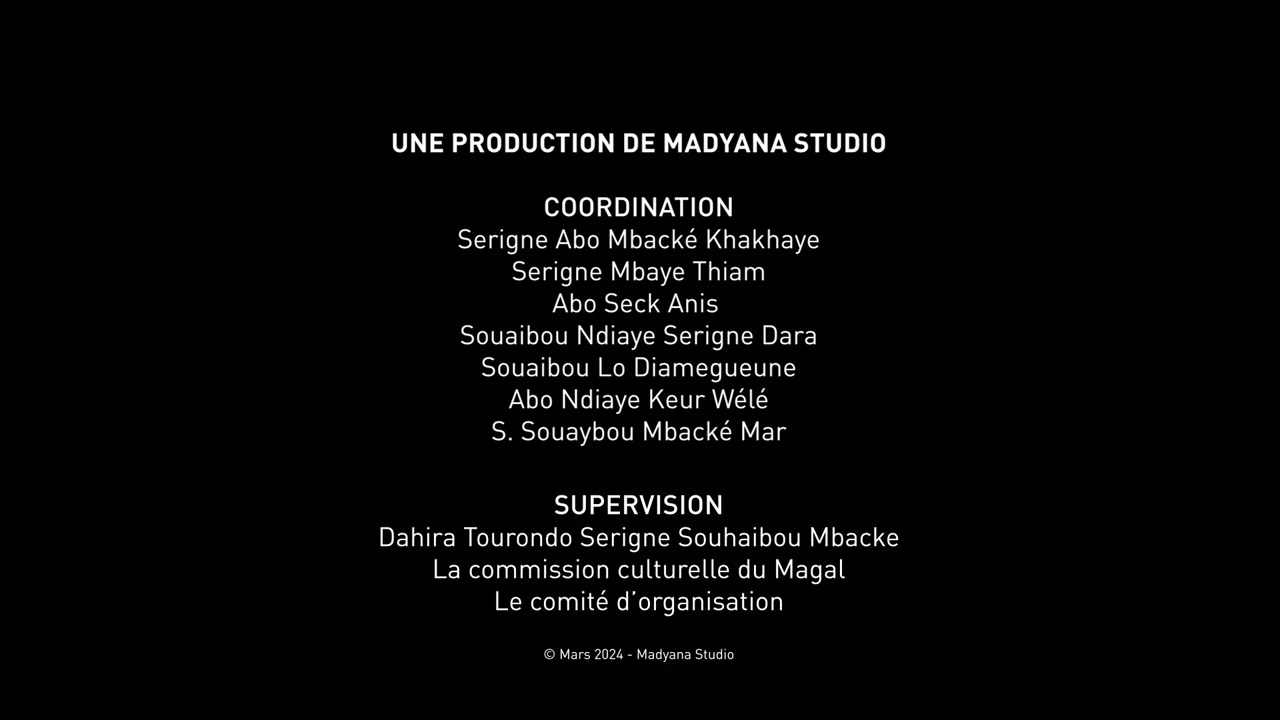 UNE PRODUCTION DE MADYANA STUDIO
COORDINATION
Serigne Abo Mbacké Khakhaye
Serigne Mbaye Thiam
Abo Seck Anis
Souaibou Ndiaye Serigne Dara
Souaibou Lo Diamegueune
Abo Ndiaye Keur Wélé
S. Souaybou Mbacké Mar
SUPERVISION
Dahira Tourondo Serigne Souhaibou Mbacke
La commission culturelle du Magal
Le comité d’organisation
© Mars 2024 - Madyana Studio